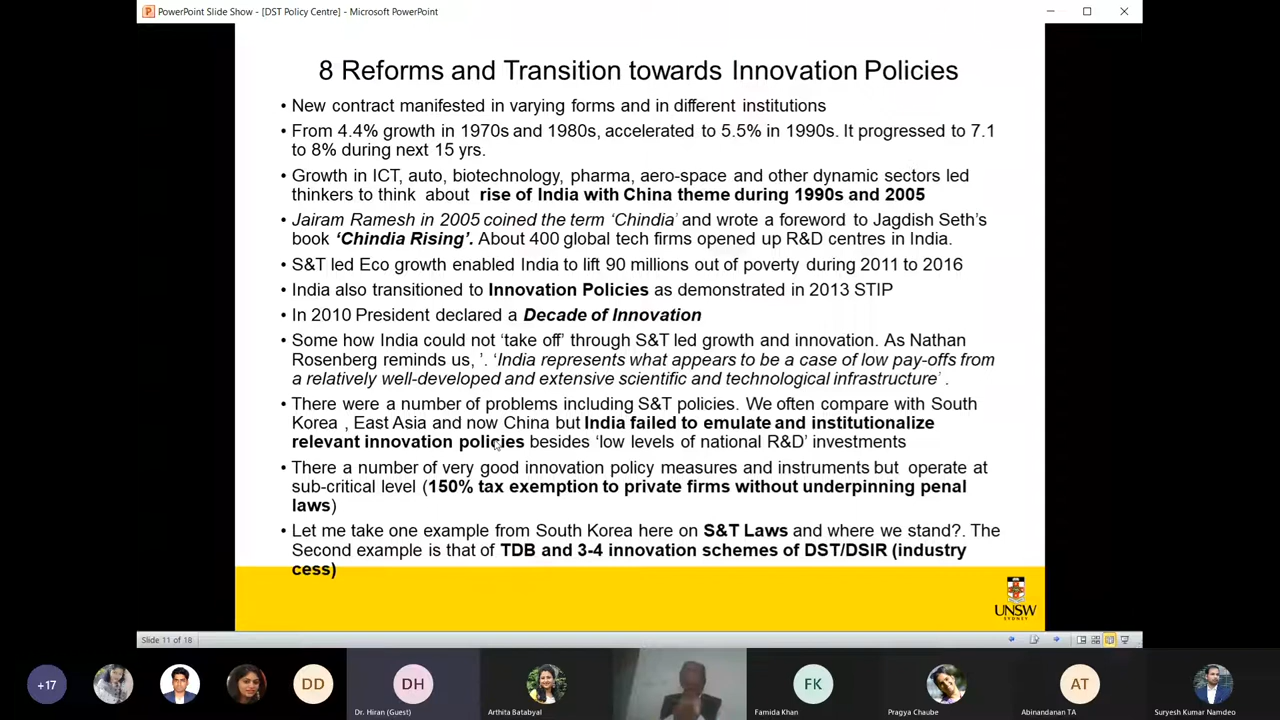 PowerPoint Slide Show - [DST Policy Centre] - Microsoft PowerPoint
8 Reforms and Transition towards Innovation Policies
• New contract manifested in varying forms and in different institutions
• From 4.4% growth in 1970s and 1980s, accelerated to 5.5% in 1990s. It progressed to 7.1
to 8% during next 15 yrs.
• Growth in ICT, auto, biotechnology, pharma, aero-space and other dynamic sectors led
thinkers to think about rise of India with China theme during 1990s and 2005
• Jairam Ramesh in 2005 coined the term ‘Chindia’ and wrote a foreword to Jagdish Seth’s
book ‘Chindia Rising’. About 400 global tech firms opened up R&D centres in India.
• S&T led Eco growth enabled India to lift 90 millions out of poverty during 2011 to 2016
• India also transitioned to Innovation Policies as demonstrated in 2013 STIP
• In 2010 President declared a Decade of Innovation
• Some how India could not ‘take off’ through S&T led growth and innovation. As Nathan
Rosenberg reminds us, ’. ‘India represents what appears to be a case of low pay-offs from
a relatively well-developed and extensive scientific and technological infrastructure’ .
• There were a number of problems including S&T policies. We often compare with South
Korea , East Asia and now China but India failed to emulate and institutionalize
relevant innovation policies besides ‘low levels of national R&D’ investments
• There a number of very good innovation policy measures and instruments but operate at
sub-critical level (150% tax exemption to private firms without underpinning penal
laws)
• Let me take one example from South Korea here on S&T Laws and where we stand?. The
Second example is that of TDB and 3-4 innovation schemes of DST/DSIR (industry
cess)
UNSW
SYDNEY
Slide 11 of 18
+17
DD
DH
FK
AT
Dr. Hiran (Guest)
Arthita Batabyal
Famida Khan
Pragya Chaube
Abinandanan TA
Suryesh Kumar Namdeo